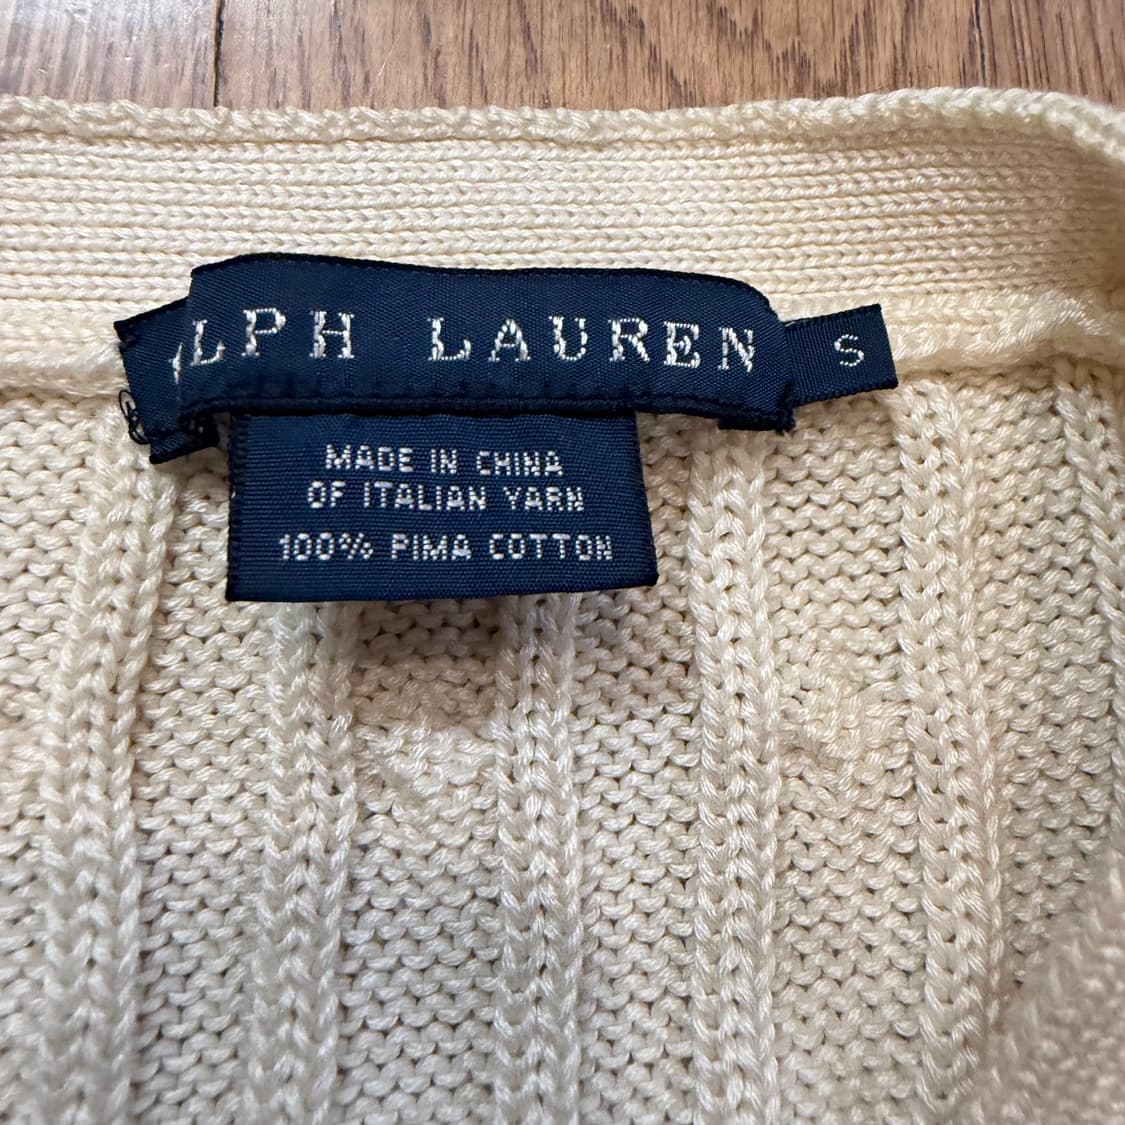 LPH LAUREN S
MADE IN CHINA
OF ITALIAN YARN
100% PIMA COTTON